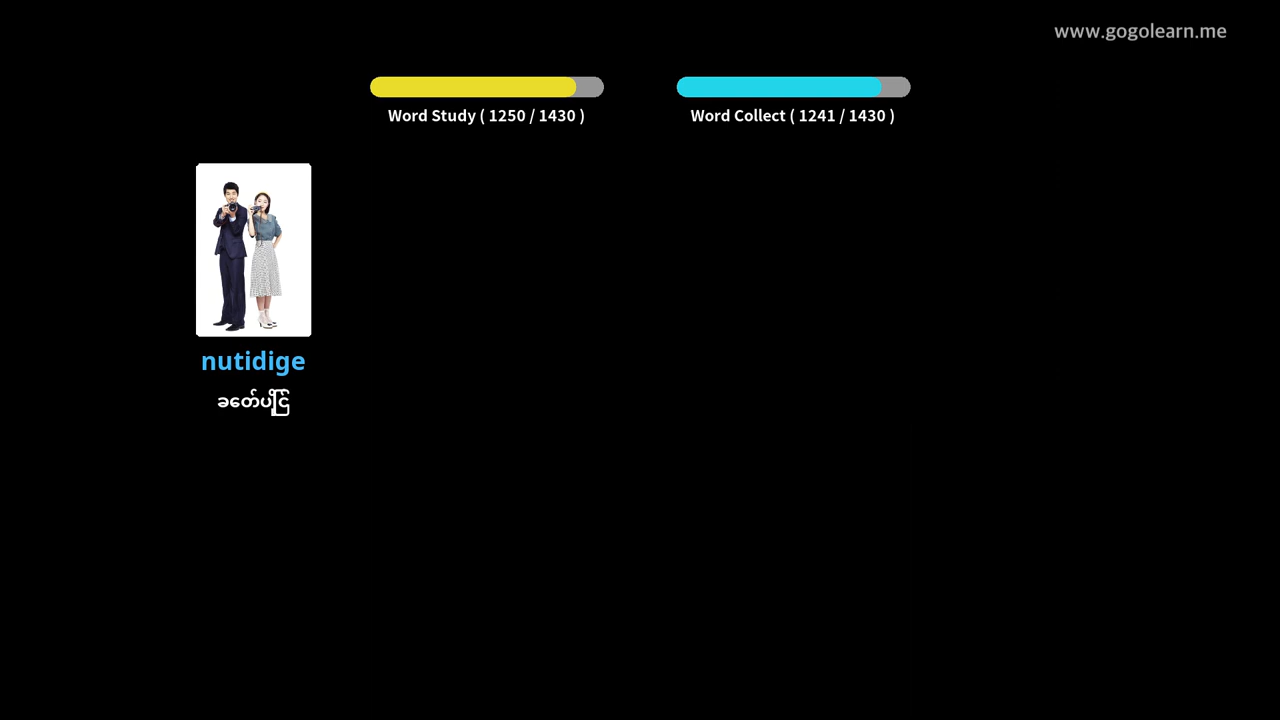 www.gogolearn.me
Word Study ( 1250 / 1430 )
Word Collect ( 1241 / 1430 )
nutidige
ခေတ်ပြိုင်